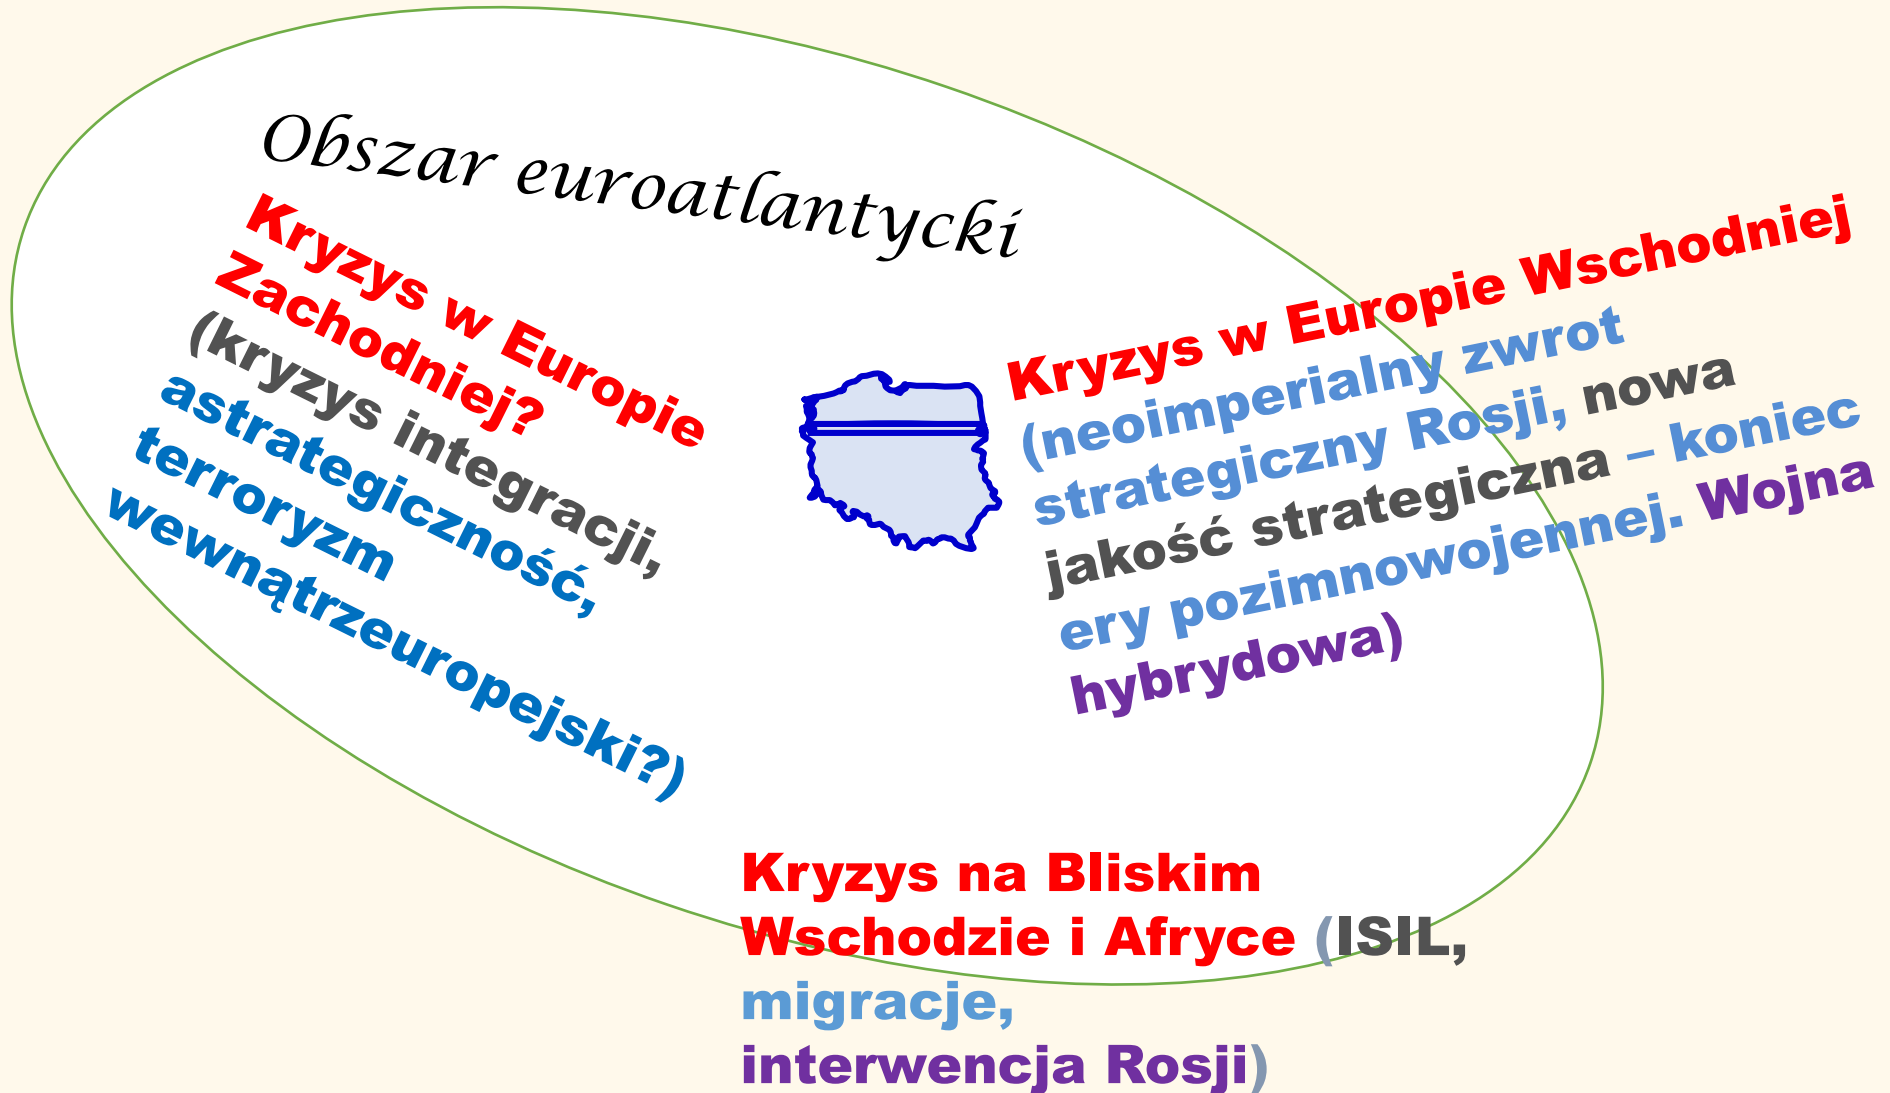 Obszar euroatlantycki
Kryzys w Europie
Zachodniej?
(kryzys integracji,
astrategiczność,
terroryzm
wewnątrzeuropejski?)
Kryzys w Europie Wschodniej
(neoimperialny zwrot
strategiczny Rosji, nowa
jakość strategiczna – koniec
ery pozimnowojennej. Wojna
hybrydowa)
Kryzys na Bliskim
Wschodzie i Afryce (ISIL,
migracje,
interwencja Rosji)